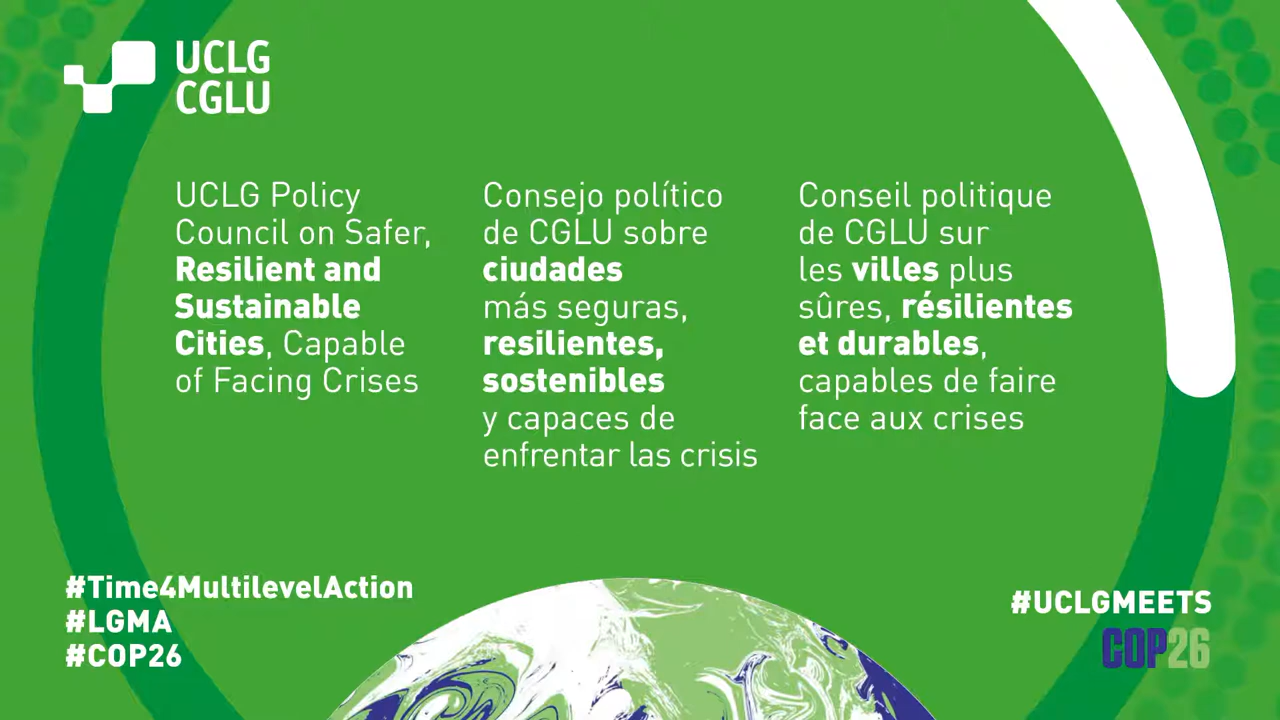 UCLG
CGLU
UCLG Policy
Council on Safer,
Resilient and
Sustainable
Cities, Capable
of Facing Crises
Consejo político
de CGLU sobre
ciudades
más seguras,
resilientes,
sostenibles
y capaces de
enfrentar las crisis
Conseil politique
de CGLU sur
les villes plus
sûres, résilientes
et durables,
capables de faire
face aux crises
#Time4MultilevelAction
#LGMA
#COP26
#UCLGMEETS
COP26